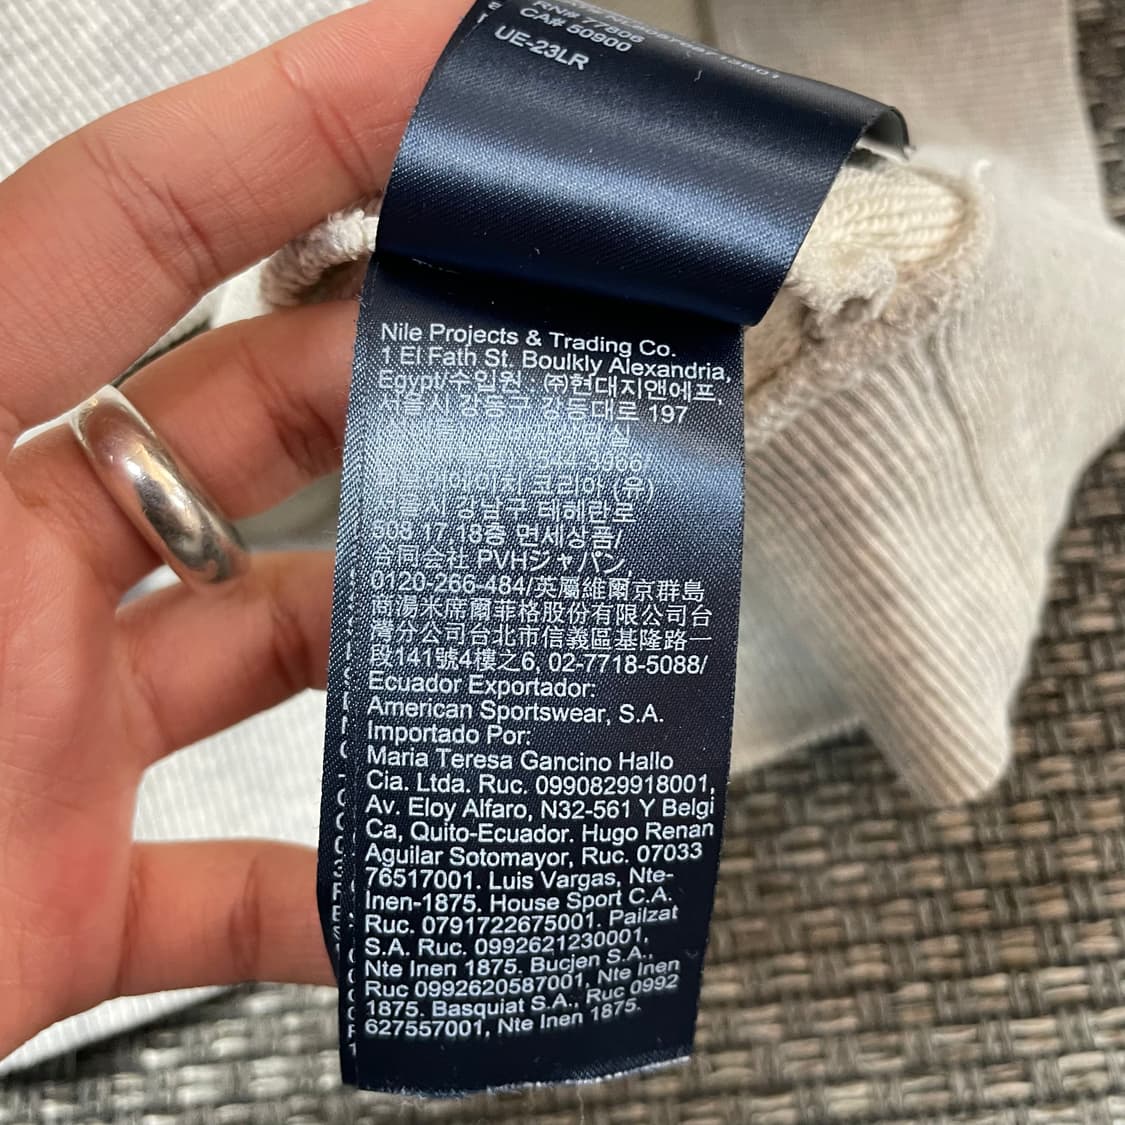 RN# 77806
CA# 50900
UE-23LR
Nile Projects & Trading Co.
1 El Fath St. Boulkly Alexandria,
Egypt/수입원 ㈜현대지앤에프,
서울시 강동구 강동대로 197
코리아 (유)
서울시 강남구 테헤란로
508 17,18층 면세상품/
合同会社 PVHジャパン,
0120-266-484/英屬維爾京群島
商湯米席爾菲格股份有限公司台
灣分公司台北市信義區基隆路一
段141號4樓之6, 02-7718-5088/
Ecuador Exportador:
American Sportswear, S.A.
Importado Por:
Maria Teresa Gancino Hallo
Cia. Ltda. Ruc. 0990829918001,
Av. Eloy Alfaro, N32-561 Y Belgi
Ca, Quito-Ecuador. Hugo Renan
Aguilar Sotomayor, Ruc. 07033
76517001. Luis Vargas, Nte-
Inen-1875. House Sport C.A.
Ruc. 0791722675001. Pailzat
S.A. Ruc. 0992621230001,
Nte Inen 1875. Bucjen S.A.,
Ruc 0992620587001, Nte Inen
1875. Basquiat S.A., Ruc 0992
627557001, Nte Inen 1875.